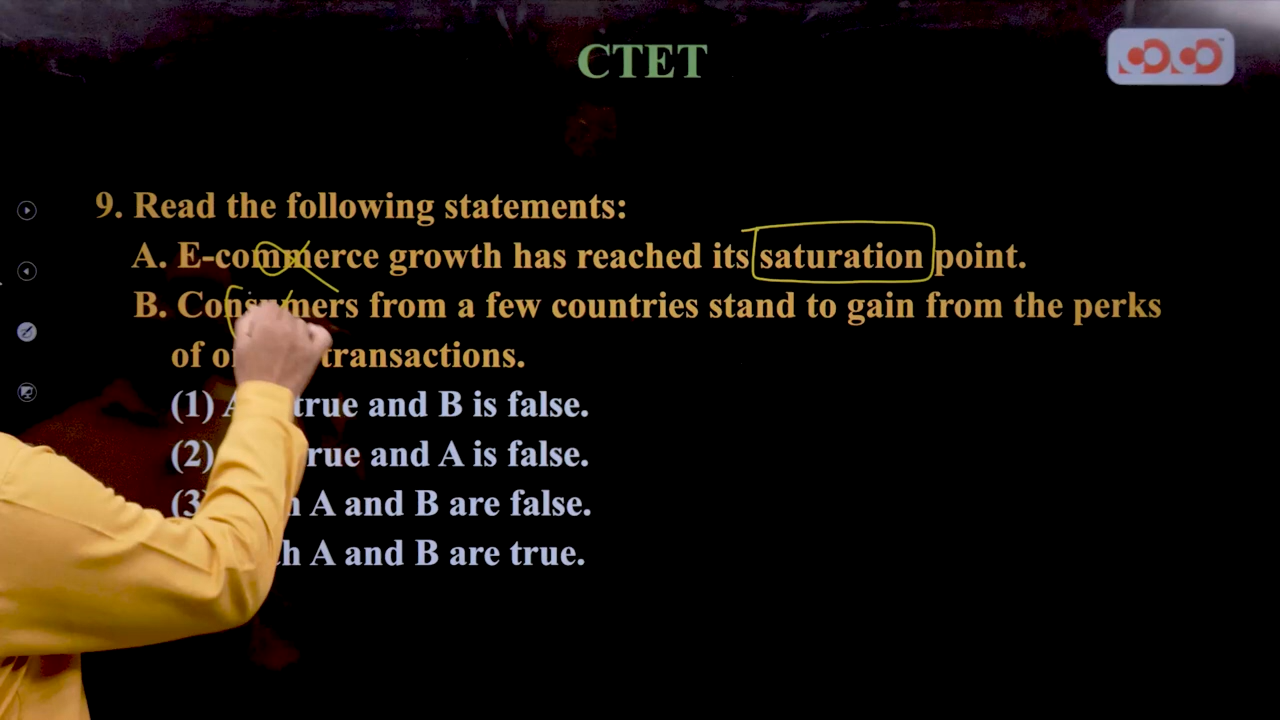 CTET
9. Read the following statements:
A. E-commerce growth has reached its saturation point.
B. Consumers from a few countries stand to gain from the perks
of transactions.
(1) true and B is false.
(2) and A is false.
(3) A and B are false.
A and B are true.